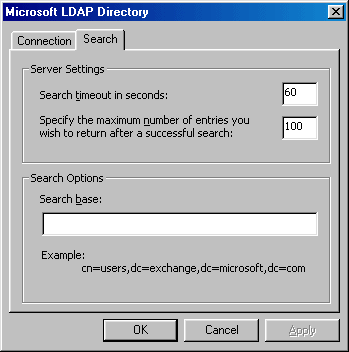 Microsoft LDAP Directory
Connection
Search
Server Settings
Search timeout in seconds:
60
Specify the maximum number of entries you
wish to return after a successful search:
100
Search Options
Search base:
Example:
cn=users,dc=exchange,dc=microsoft,dc=com
OK
Cancel
Apply